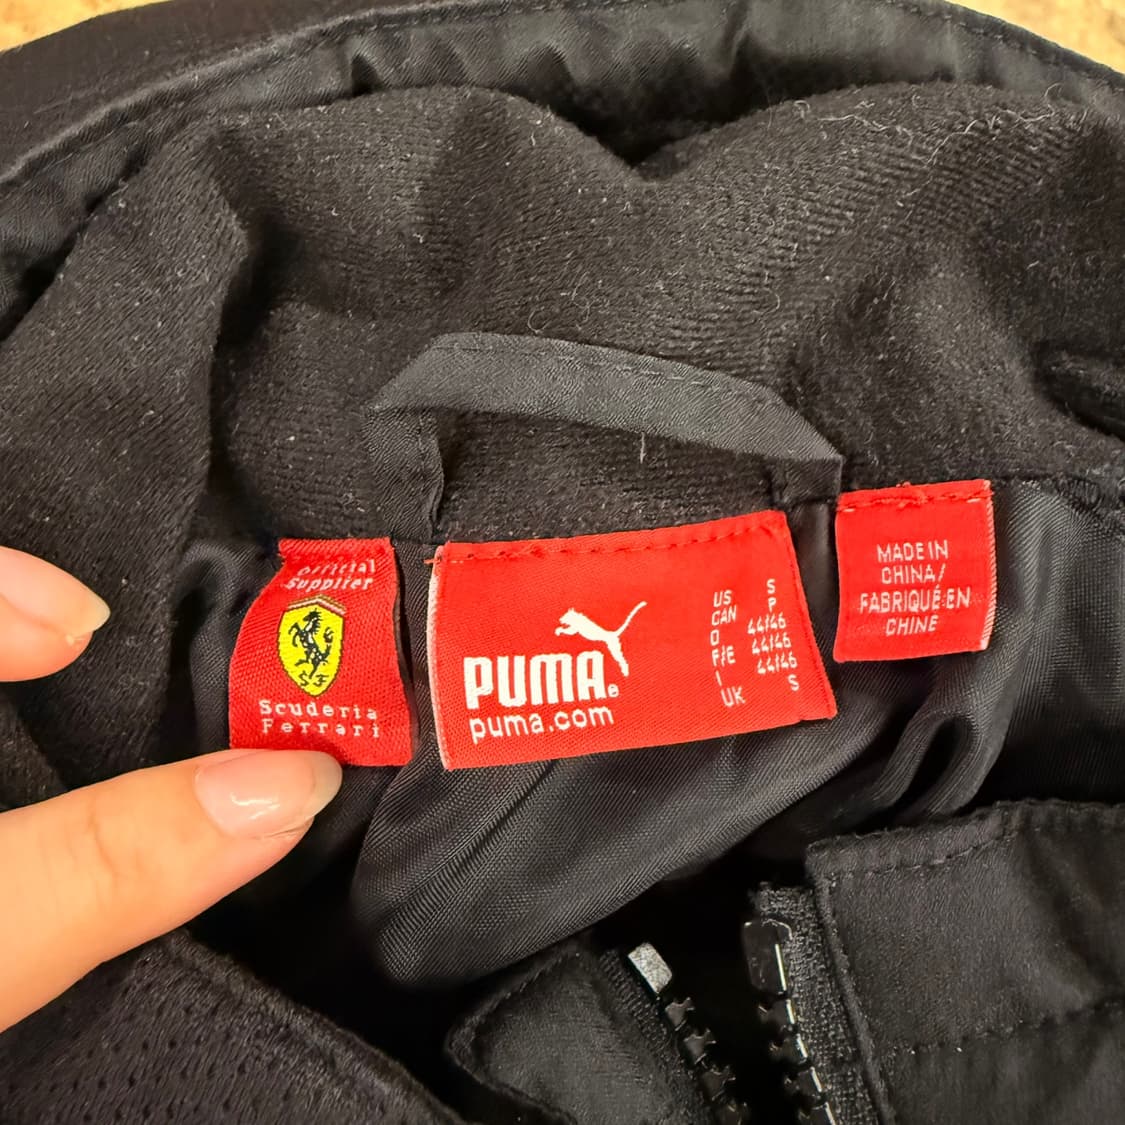 Official
Supplier
S F
Scuderia
Ferrari
PUMA®
puma.com
US S
CAN P
D 44/46
F/E 44/46
I 44/46
UK S
MADE IN
CHINA/
FABRIQUÉ EN
CHINE